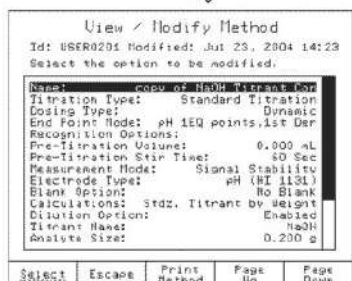 View / Modify Method
Id: USER0201 Modified: Jul 23, 2004 14:23
Select the option to be modified.
Name: copy of NaOH Titrant Con
Titration Type: Standard Titration
Dosing Type: Dynamic
End Point Mode: pH 1EQ points,1st Der
Recognition Options:
Pre-Titration Volume: 0.000 mL
Pre-Titration Stir Time: 60 Sec
Measurement Mode: Signal Stability
Electrode Type: pH (HI 1131)
Blank Option: No Blank
Calculations: Stdz. Titrant by Weight
Dilution Option: Enabled
Titrant Name: NaOH
Analyte Size: 0.200 g
Select Escape Print Method Page Up Page Down